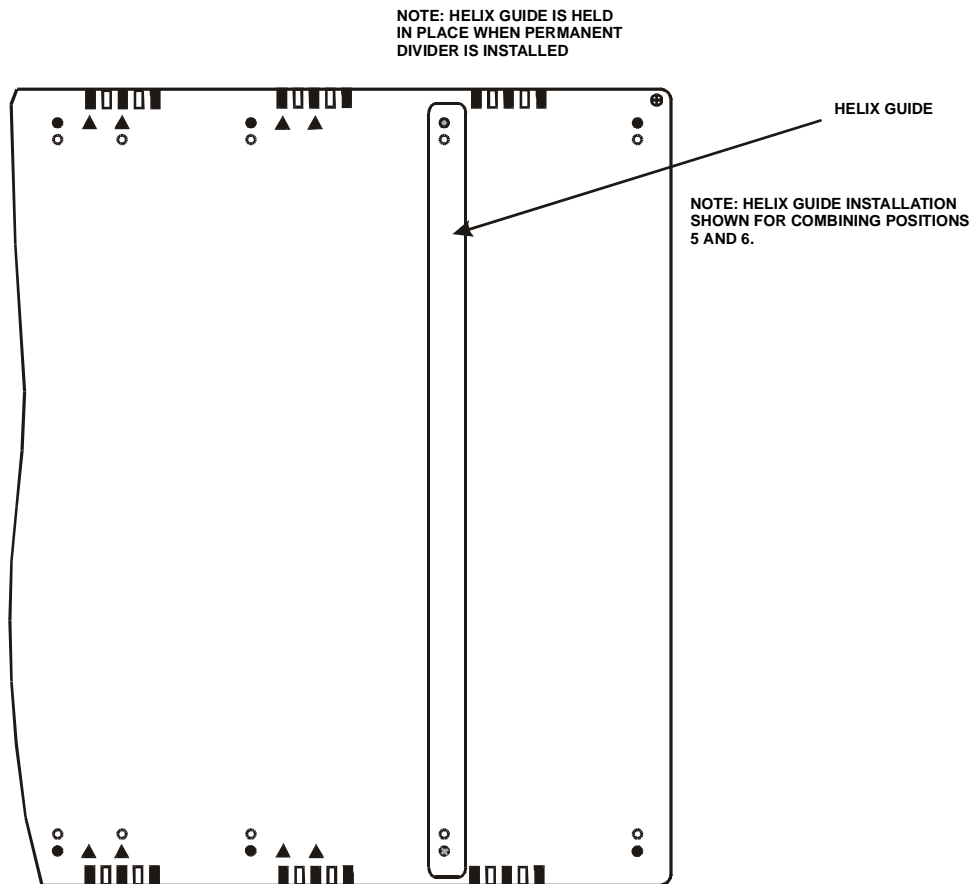 NOTE: HELIX GUIDE IS HELD
IN PLACE WHEN PERMANENT
DIVIDER IS INSTALLED
HELIX GUIDE
NOTE: HELIX GUIDE INSTALLATION
SHOWN FOR COMBINING POSITIONS
5 AND 6.